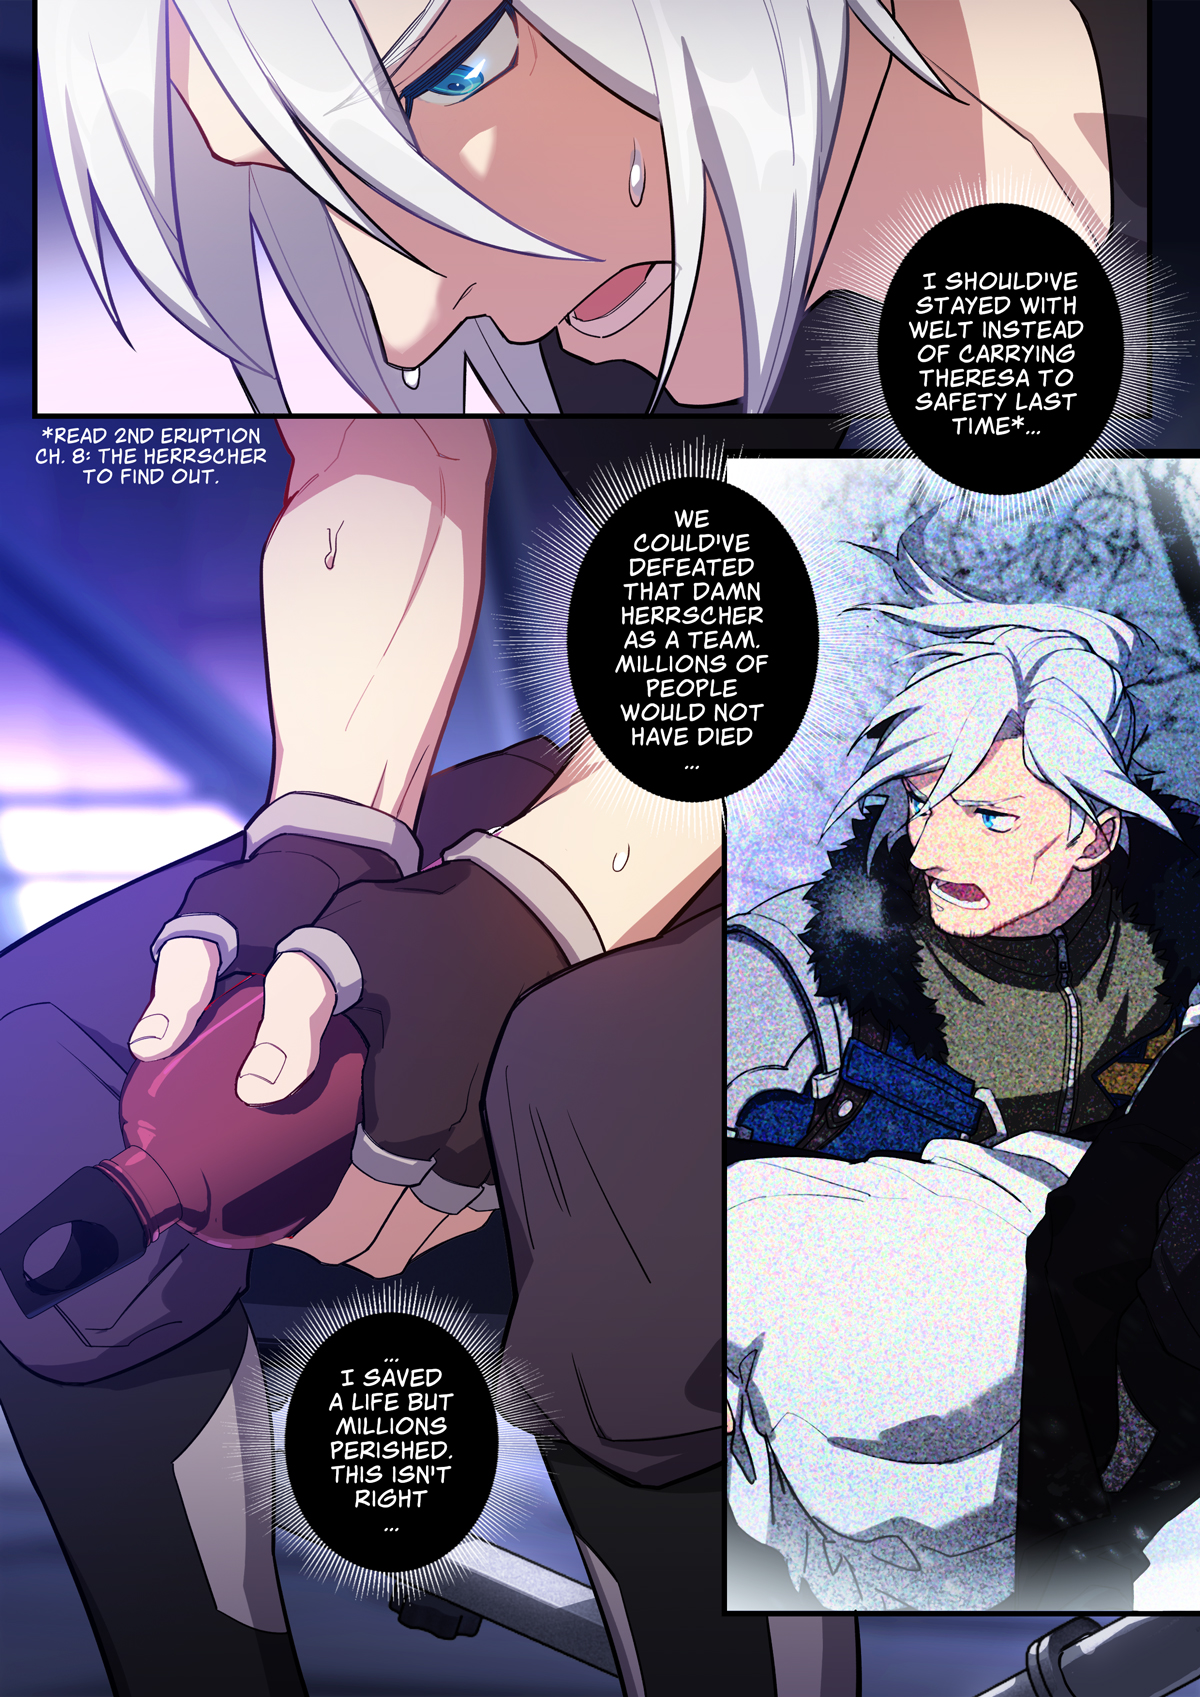 I SHOULD'VE
STAYED WITH
WELT INSTEAD
OF CARRYING
THERESA TO
SAFETY LAST
TIME*...
*READ 2ND ERUPTION
CH. 8: THE HERRSCHER
TO FIND OUT.
WE
COULD'VE
DEFEATED
THAT DAMN
HERRSCHER
AS A TEAM.
MILLIONS OF
PEOPLE
WOULD NOT
HAVE DIED
...
...
I SAVED
A LIFE BUT
MILLIONS
PERISHED.
THIS ISN'T
RIGHT
...